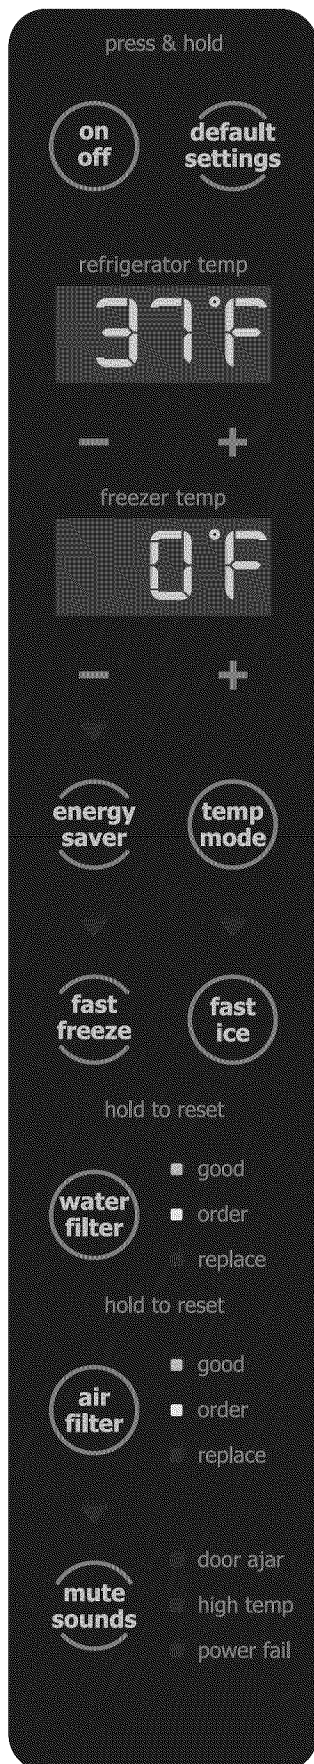 press & hold
on
off
default
settings
refrigerator temp
37°F
− +
freezer temp
0°F
− +
energy
saver
temp
mode
fast
freeze
fast
ice
hold to reset
water
filter
good
order
replace
hold to reset
air
filter
good
order
replace
mute
sounds
door ajar
high temp
power fail